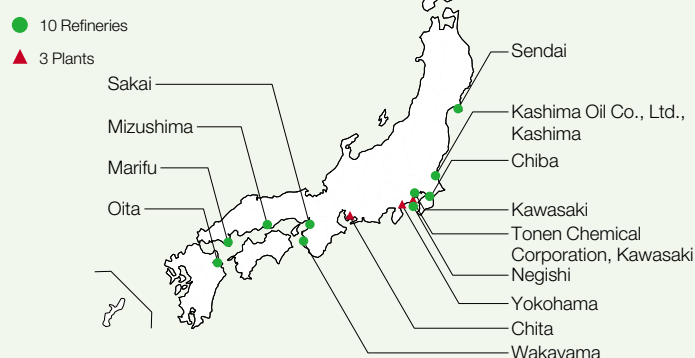 10 Refineries
3 Plants
Sakai
Mizushima
Marifu
Oita
Sendai
Kashima Oil Co., Ltd.,
Kashima
Chiba
Kawasaki
Tonen Chemical
Corporation, Kawasaki
Negishi
Yokohama
Chita
Wakayama